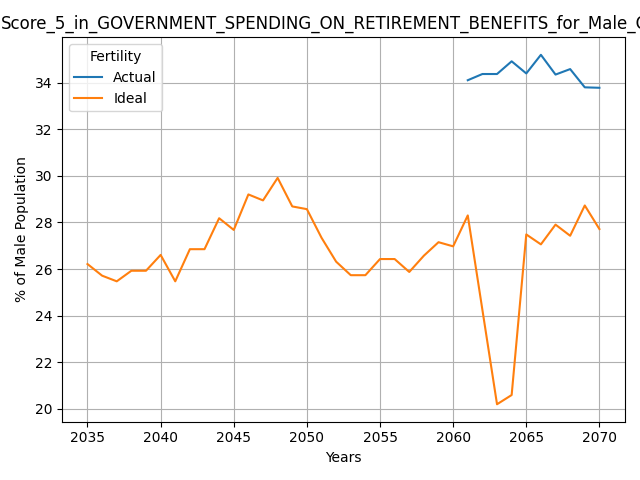 Score_5_in_GOVERNMENT_SPENDING_ON_RETIREMENT_BENEFITS_for_Male_
Fertility
Actual
Ideal
% of Male Population
34
32
30
28
26
24
22
20
2035 2040 2045 2050 2055 2060 2065 2070
Years